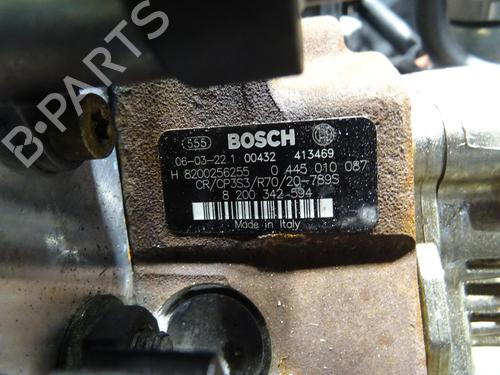 555 BOSCH
06-03-22 1 00432 413469
H 8200256255 0 445 010 087
CR/CP3S3/R70/20-789S
8 200 342 594
Made in Italy
B-PARTS